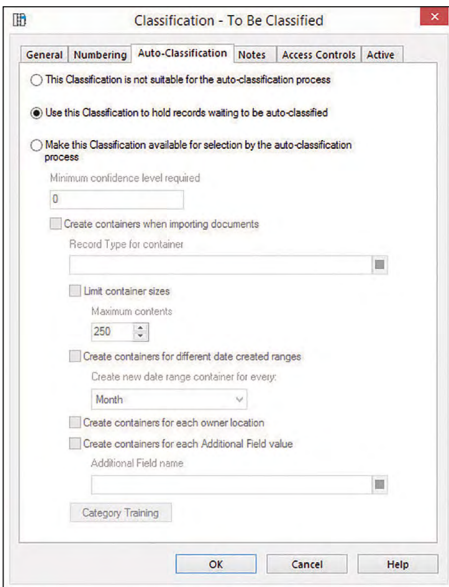 Classification - To Be Classified
General Numbering Auto-Classification Notes Access Controls Active
This Classification is not suitable for the auto-classification process
Use this Classification to hold records waiting to be auto-classified
Make this Classification available for selection by the auto-classification
process
Minimum confidence level required
0
Create containers when importing documents
Record Type for container
Limit container sizes
Maximum contents
250
Create containers for different date created ranges
Create new date range container for every:
Month
Create containers for each owner location
Create containers for each Additional Field value
Additional Field name
Category Training
OK Cancel Help